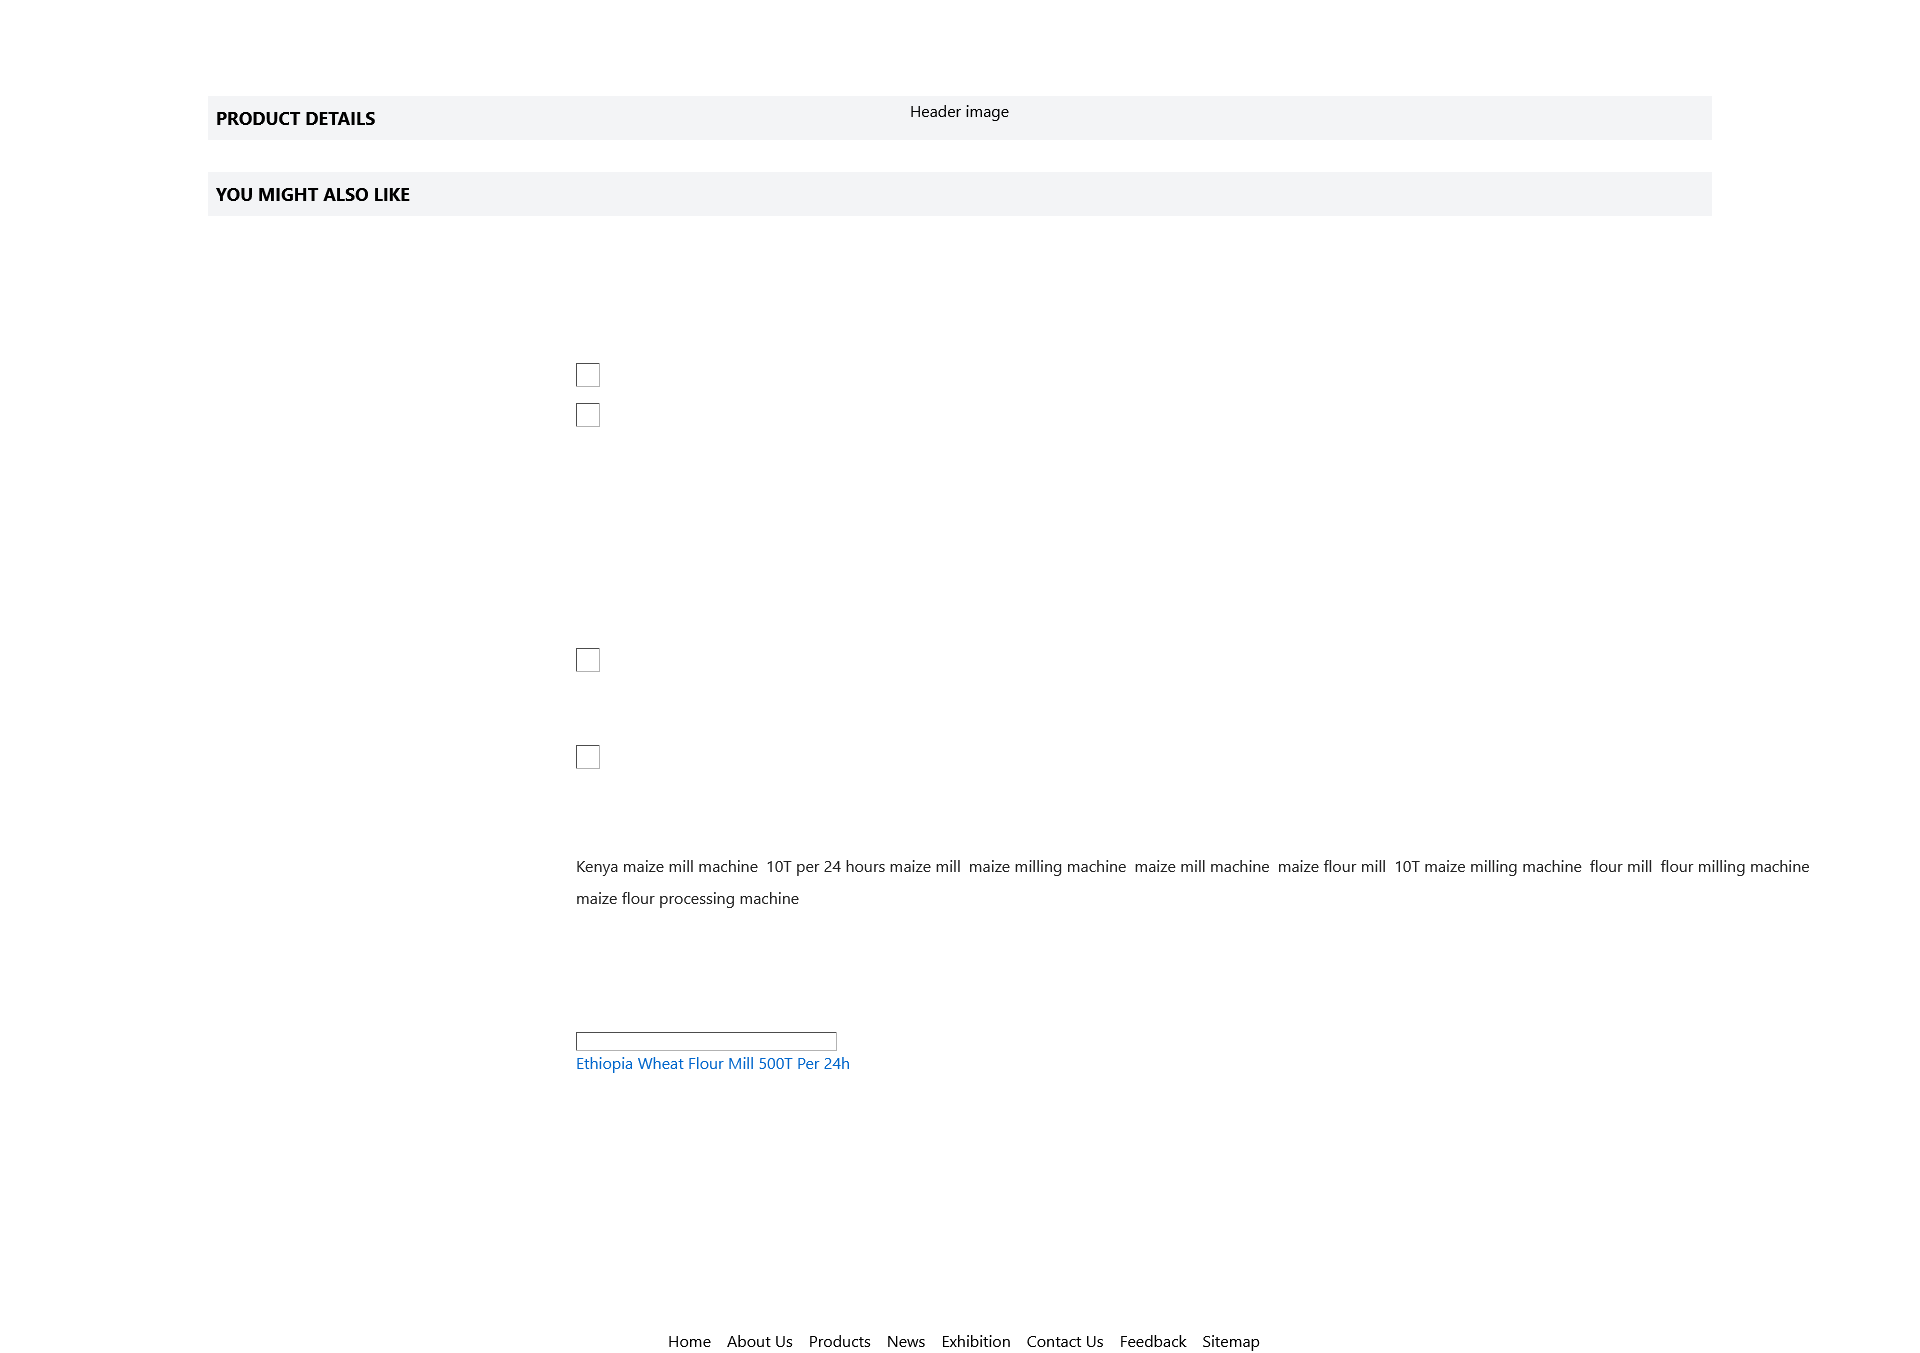 PRODUCT DETAILS
Header image
YOU MIGHT ALSO LIKE
Kenya maize mill machine 10T per 24 hours maize mill maize milling machine maize mill machine maize flour mill 10T maize milling machine flour mill flour milling machine
maize flour processing machine
Ethiopia Wheat Flour Mill 500T Per 24h
Home About Us Products News Exhibition Contact Us Feedback Sitemap